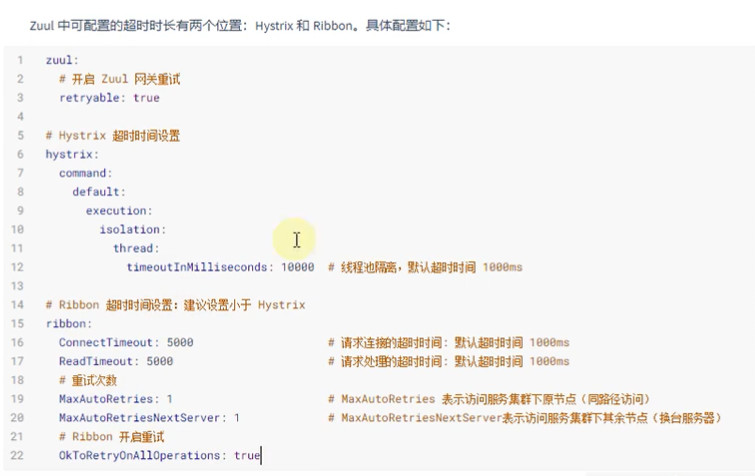 Zuul 中可配置的超时时长有两个位置：Hystrix 和 Ribbon。具体配置如下：
1 zuul:
2   # 开启 Zuul 网关重试
3   retryable: true
4
5 # Hystrix 超时时间设置
6 hystrix:
7   command:
8     default:
9       execution:
10         isolation:
11           thread:
12             timeoutInMilliseconds: 10000  # 线程池隔离，默认超时时间 1000ms
13
14 # Ribbon 超时时间设置：建议设置小于 Hystrix
15 ribbon:
16   ConnectTimeout: 5000                    # 请求连接的超时时间：默认超时时间 1000ms
17   ReadTimeout: 5000                       # 请求处理的超时时间：默认超时时间 1000ms
18   # 重试次数
19   MaxAutoRetries: 1                       # MaxAutoRetries 表示访问服务集群下原节点（同路径访问）
20   MaxAutoRetriesNextServer: 1             # MaxAutoRetriesNextServer表示访问服务集群下其余节点（换台服务器）
21   # Ribbon 开启重试
22   OkToRetryOnAllOperations: true